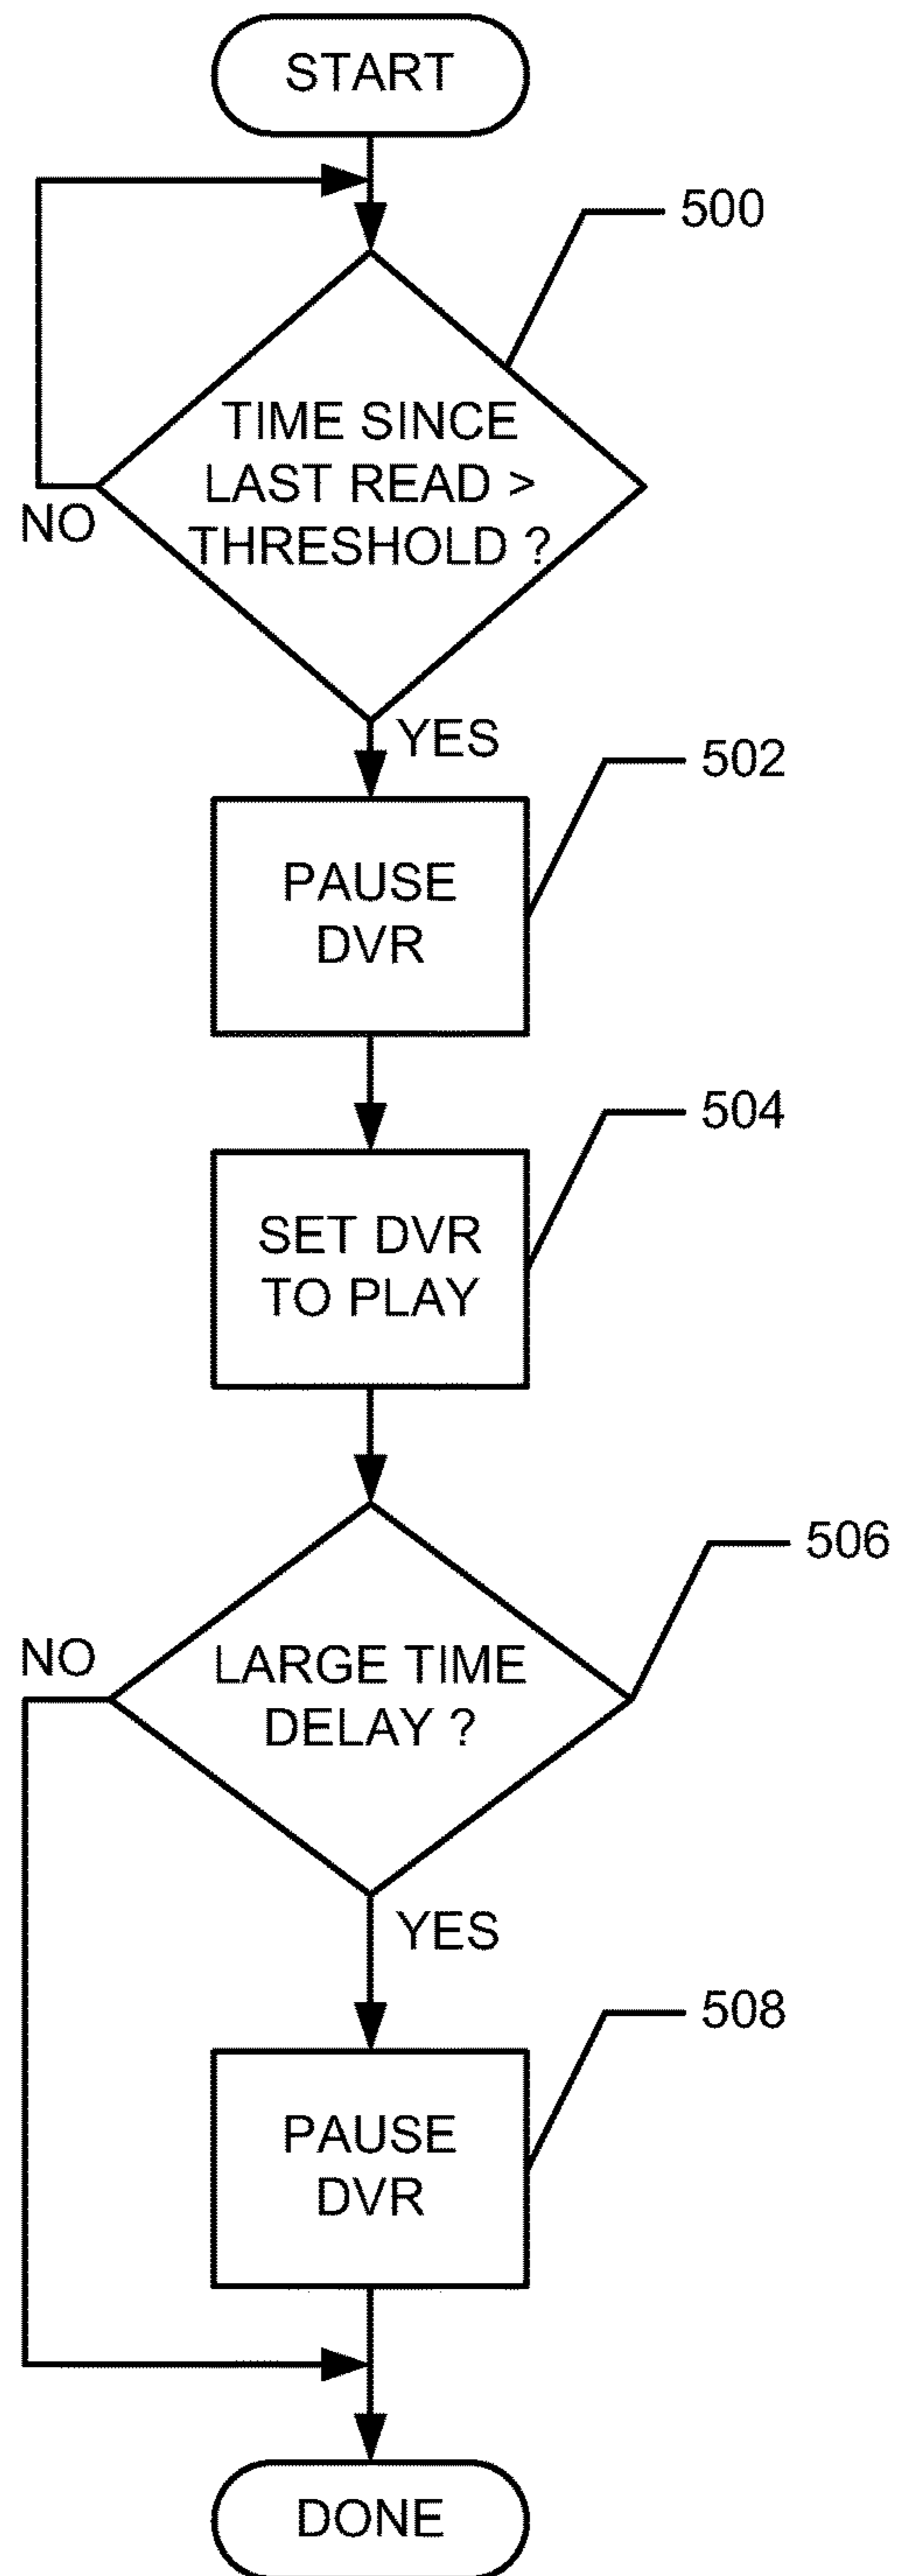 START
500
TIME SINCE
LAST READ >
THRESHOLD ?
NO
YES
502
PAUSE
DVR
504
SET DVR
TO PLAY
506
NO
LARGE TIME
DELAY ?
YES
508
PAUSE
DVR
DONE